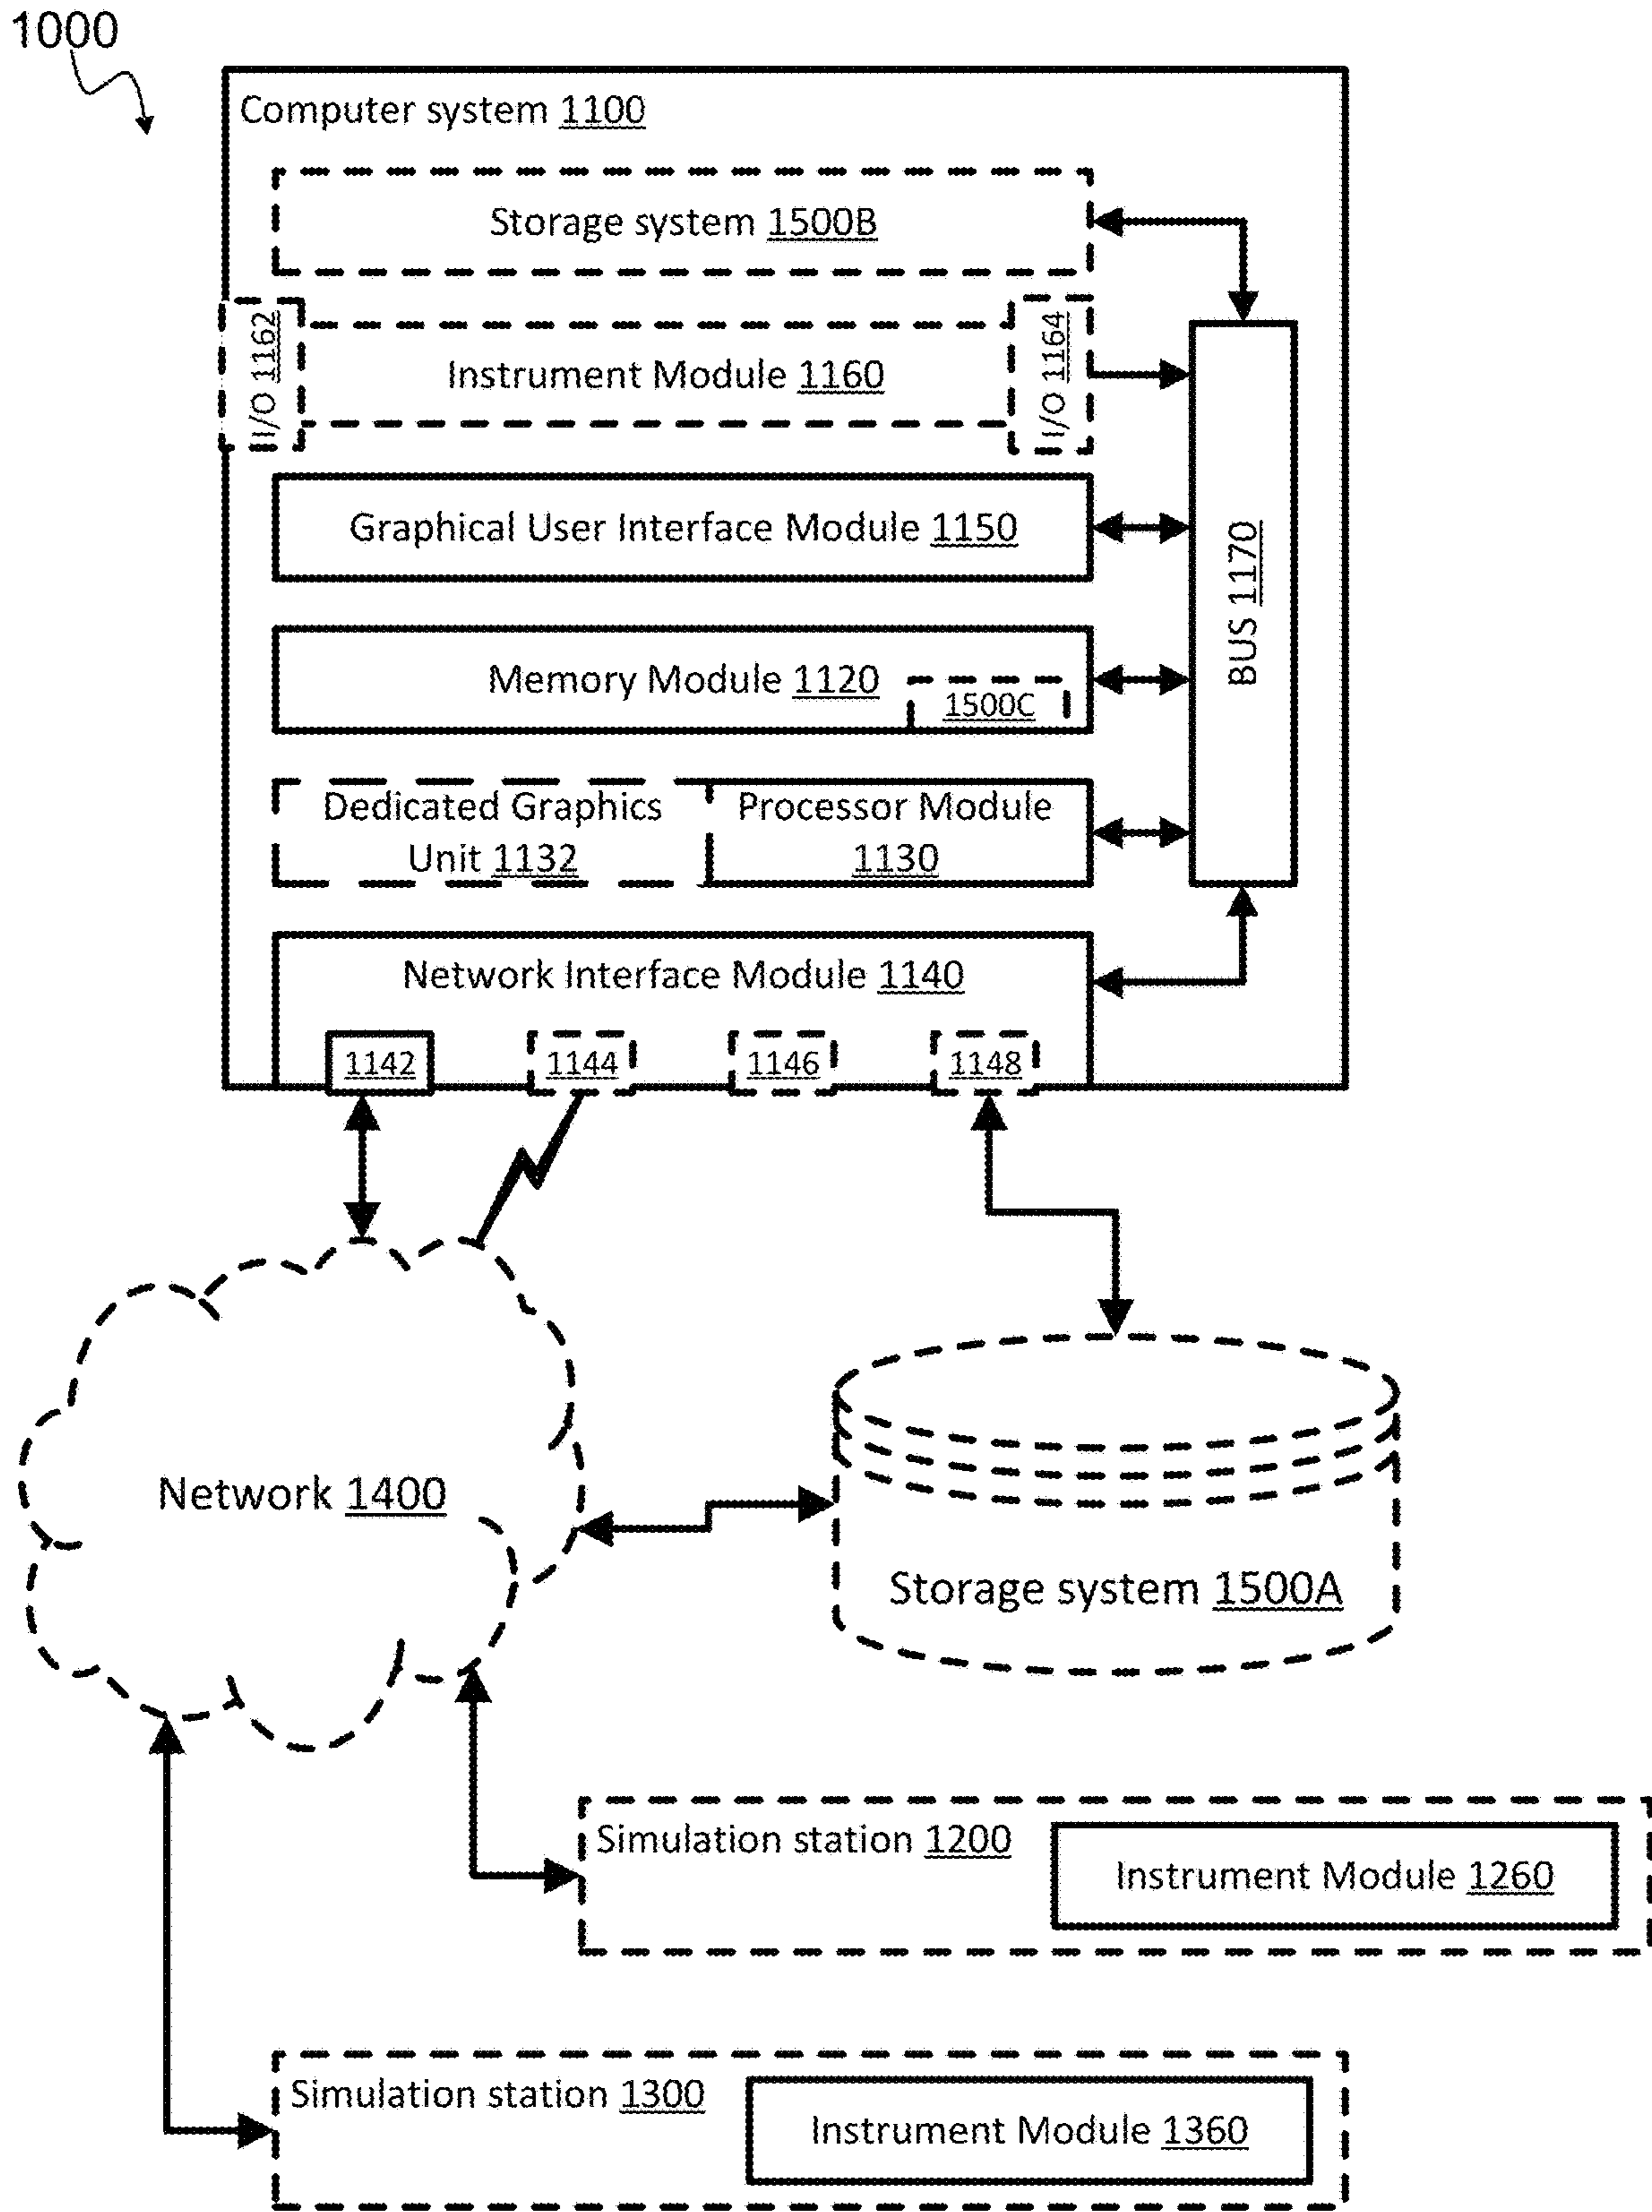 1000
Computer system 1100
Storage system 1500B
I/O 1162
Instrument Module 1160
I/O 1164
Graphical User Interface Module 1150
BUS 1170
Memory Module 1120
1500C
Dedicated Graphics
Unit 1132
Processor Module
1130
Network Interface Module 1140
1142
1144
1146
1148
Network 1400
Storage system 1500A
Simulation station 1200
Instrument Module 1260
Simulation station 1300
Instrument Module 1360